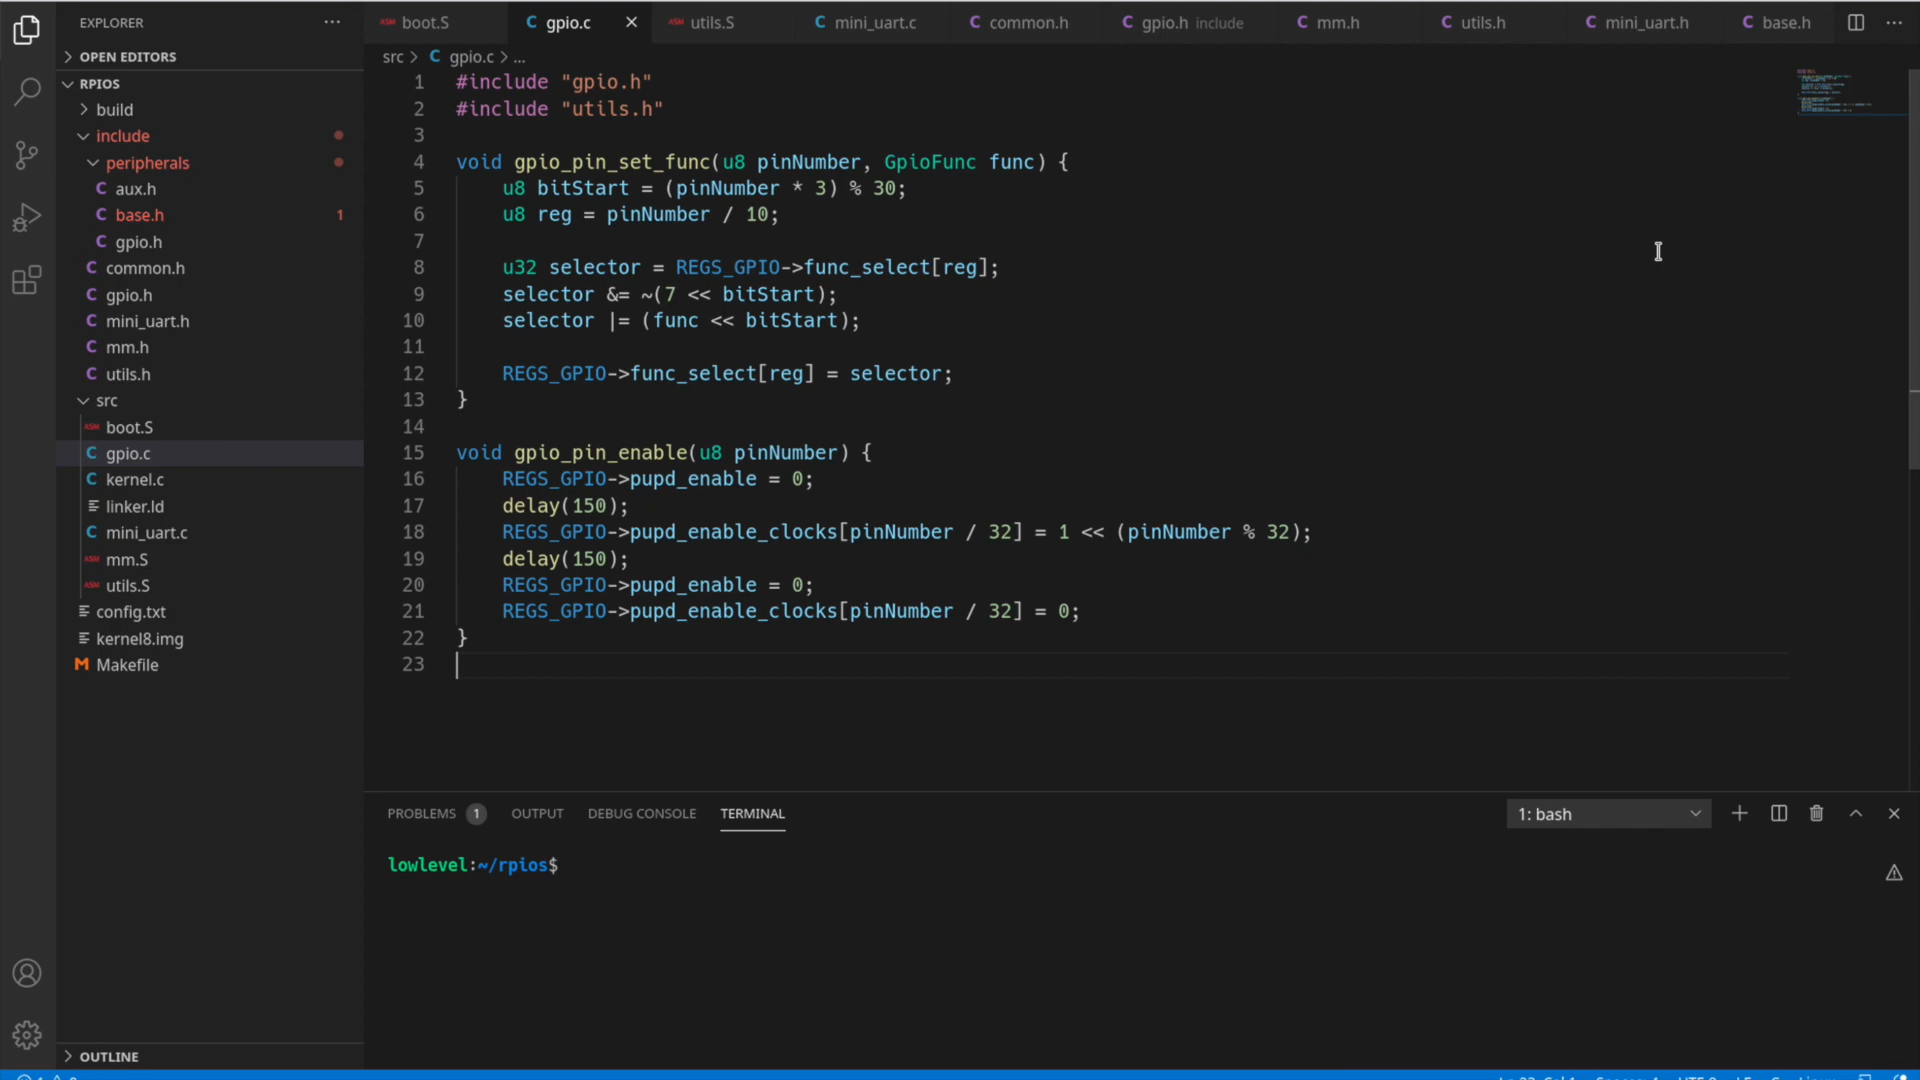 EXPLORER
OPEN EDITORS
RPIOS
build
include
peripherals
aux.h
base.h 1
gpio.h
common.h
gpio.h
mini_uart.h
mm.h
utils.h
src
boot.S
gpio.c
kernel.c
linker.ld
mini_uart.c
mm.S
utils.S
config.txt
kernel8.img
Makefile
OUTLINE
boot.S gpio.c utils.S mini_uart.c common.h gpio.h include mm.h utils.h mini_uart.h base.h
src > C gpio.c > ...
1 #include "gpio.h"
2 #include "utils.h"
3
4 void gpio_pin_set_func(u8 pinNumber, GpioFunc func) {
5 u8 bitStart = (pinNumber * 3) % 30;
6 u8 reg = pinNumber / 10;
7
8 u32 selector = REGS_GPIO->func_select[reg];
9 selector &= ~(7 << bitStart);
10 selector |= (func << bitStart);
11
12 REGS_GPIO->func_select[reg] = selector;
13 }
14
15 void gpio_pin_enable(u8 pinNumber) {
16 REGS_GPIO->pupd_enable = 0;
17 delay(150);
18 REGS_GPIO->pupd_enable_clocks[pinNumber / 32] = 1 << (pinNumber % 32);
19 delay(150);
20 REGS_GPIO->pupd_enable = 0;
21 REGS_GPIO->pupd_enable_clocks[pinNumber / 32] = 0;
22 }
23
PROBLEMS 1 OUTPUT DEBUG CONSOLE TERMINAL 1: bash
lowlevel:~/rpios$